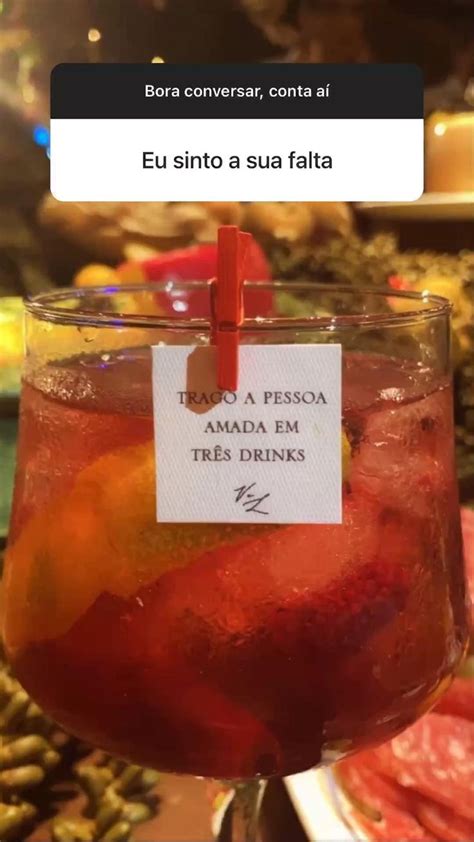 Bora conversar, conta aí
Eu sinto a sua falta
TRAGO A PESSOA
AMADA EM
TRÊS DRINKS